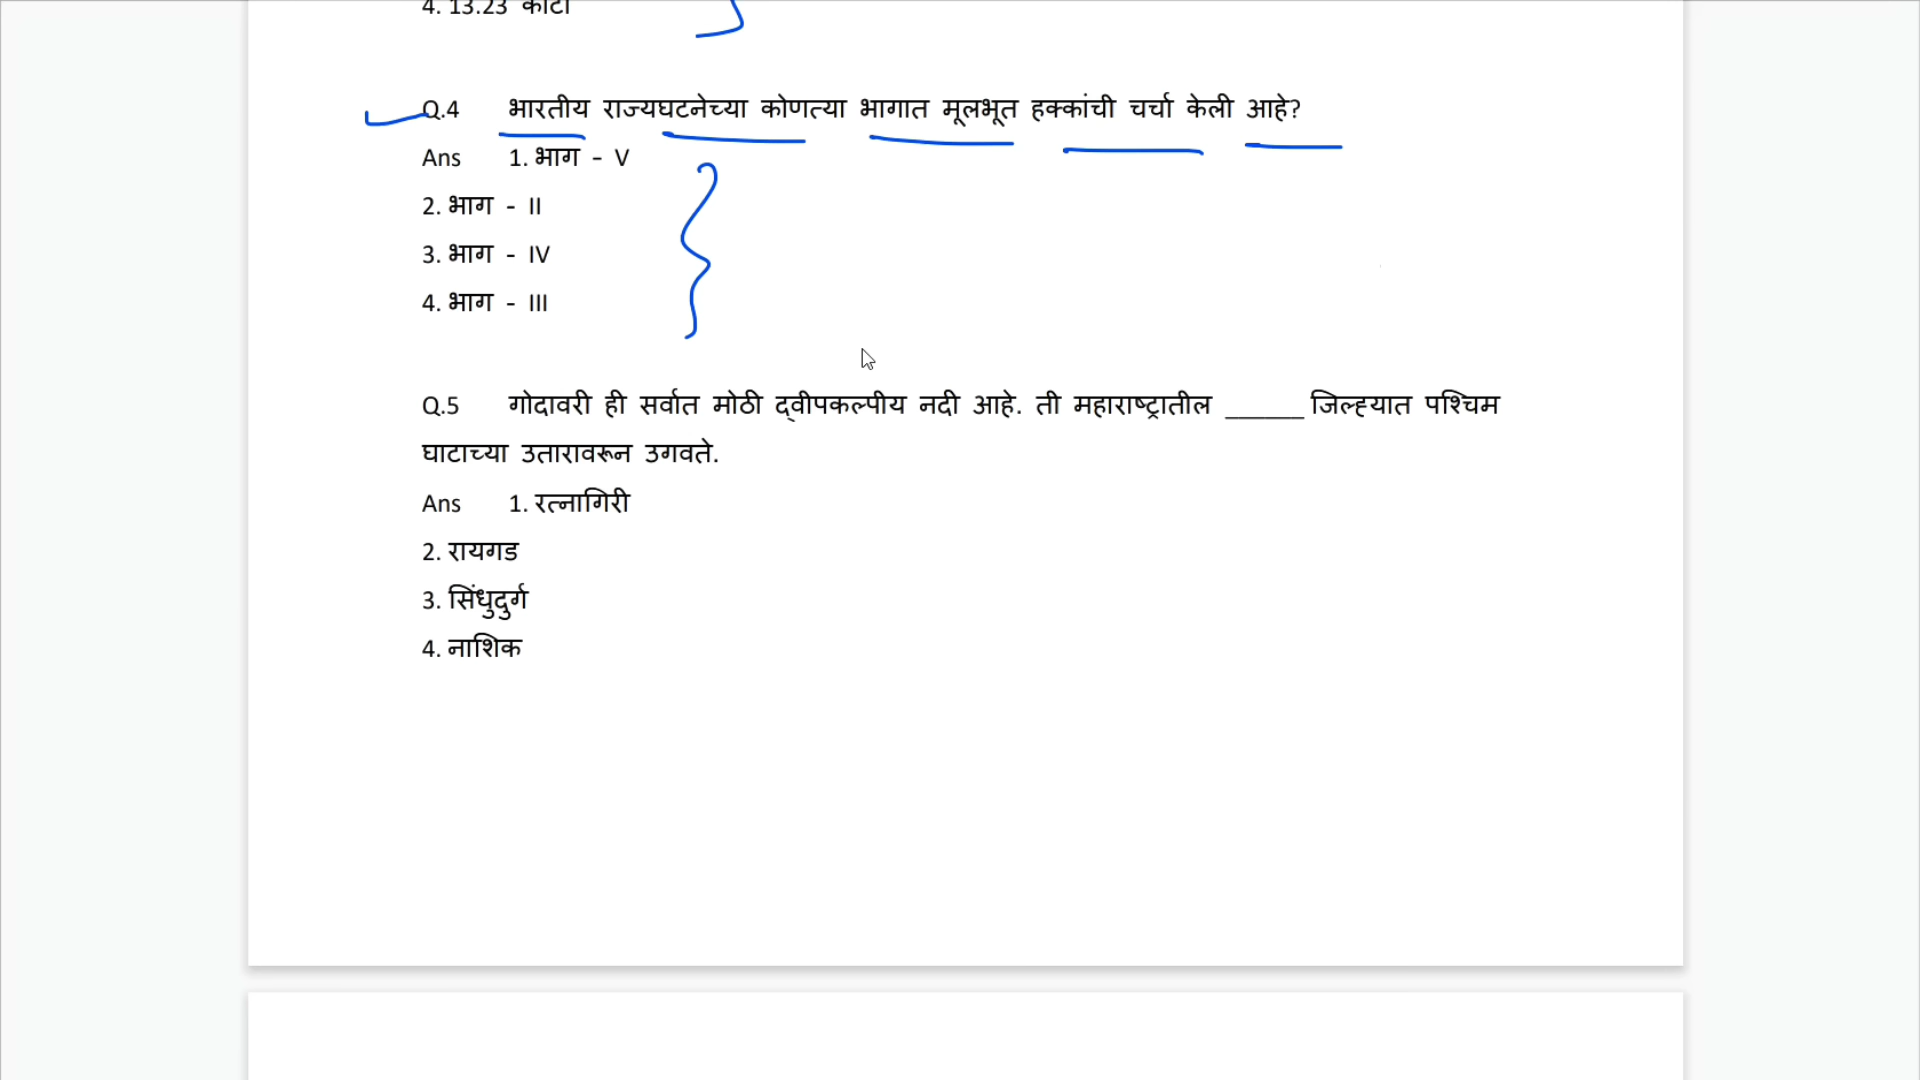 4. 13.23 कोटी
Q.4 भारतीय राज्यघटनेच्या कोणत्या भागात मूलभूत हक्कांची चर्चा केली आहे?
Ans 1. भाग - V
2. भाग - II
3. भाग - IV
4. भाग - III
Q.5 गोदावरी ही सर्वात मोठी द्वीपकल्पीय नदी आहे. ती महाराष्ट्रातील ______ जिल्ह्यात पश्चिम
घाटाच्या उतारावरून उगवते.
Ans 1. रत्नागिरी
2. रायगड
3. सिंधुदुर्ग
4. नाशिक